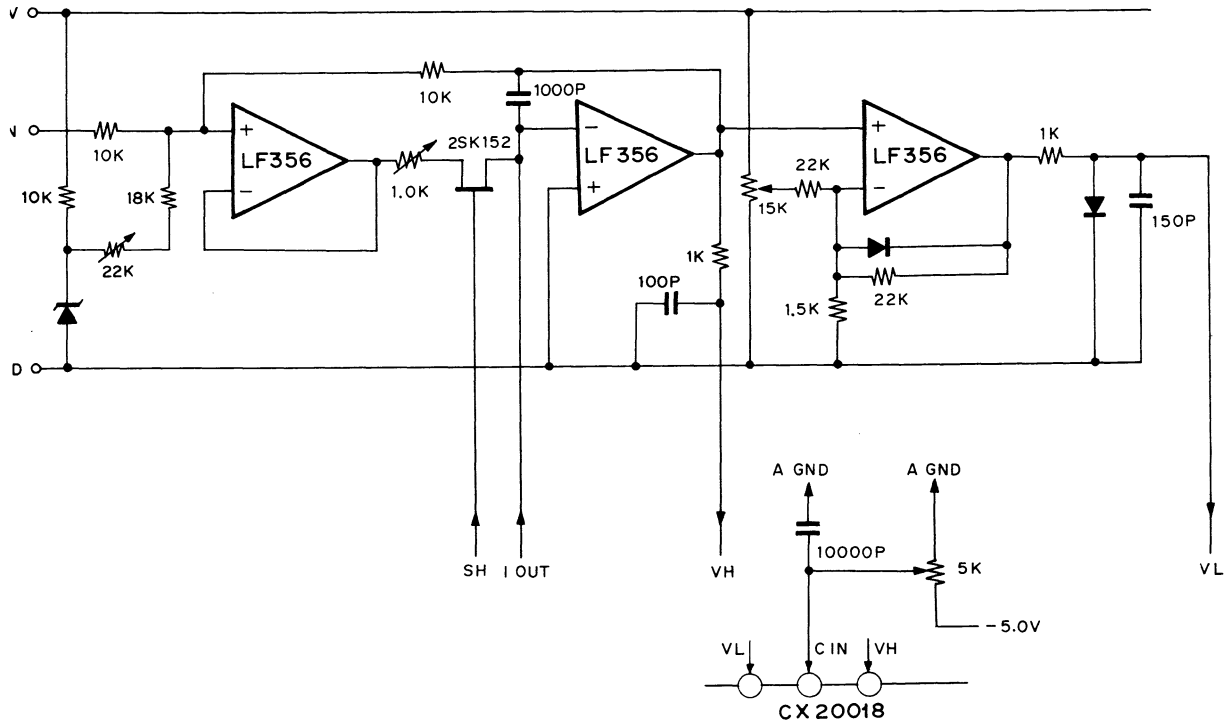 V
10K
1000P
N
+
LF356
-
10K
2SK152
1.0K
-
LF356
+
+
LF356
-
1K
22K
15K
10K
18K
22K
150P
1K
22K
100P
1.5K
D
A GND
A GND
10000P
5K
SH
I OUT
VH
VL
-5.0V
VL
C IN
VH
CX20018